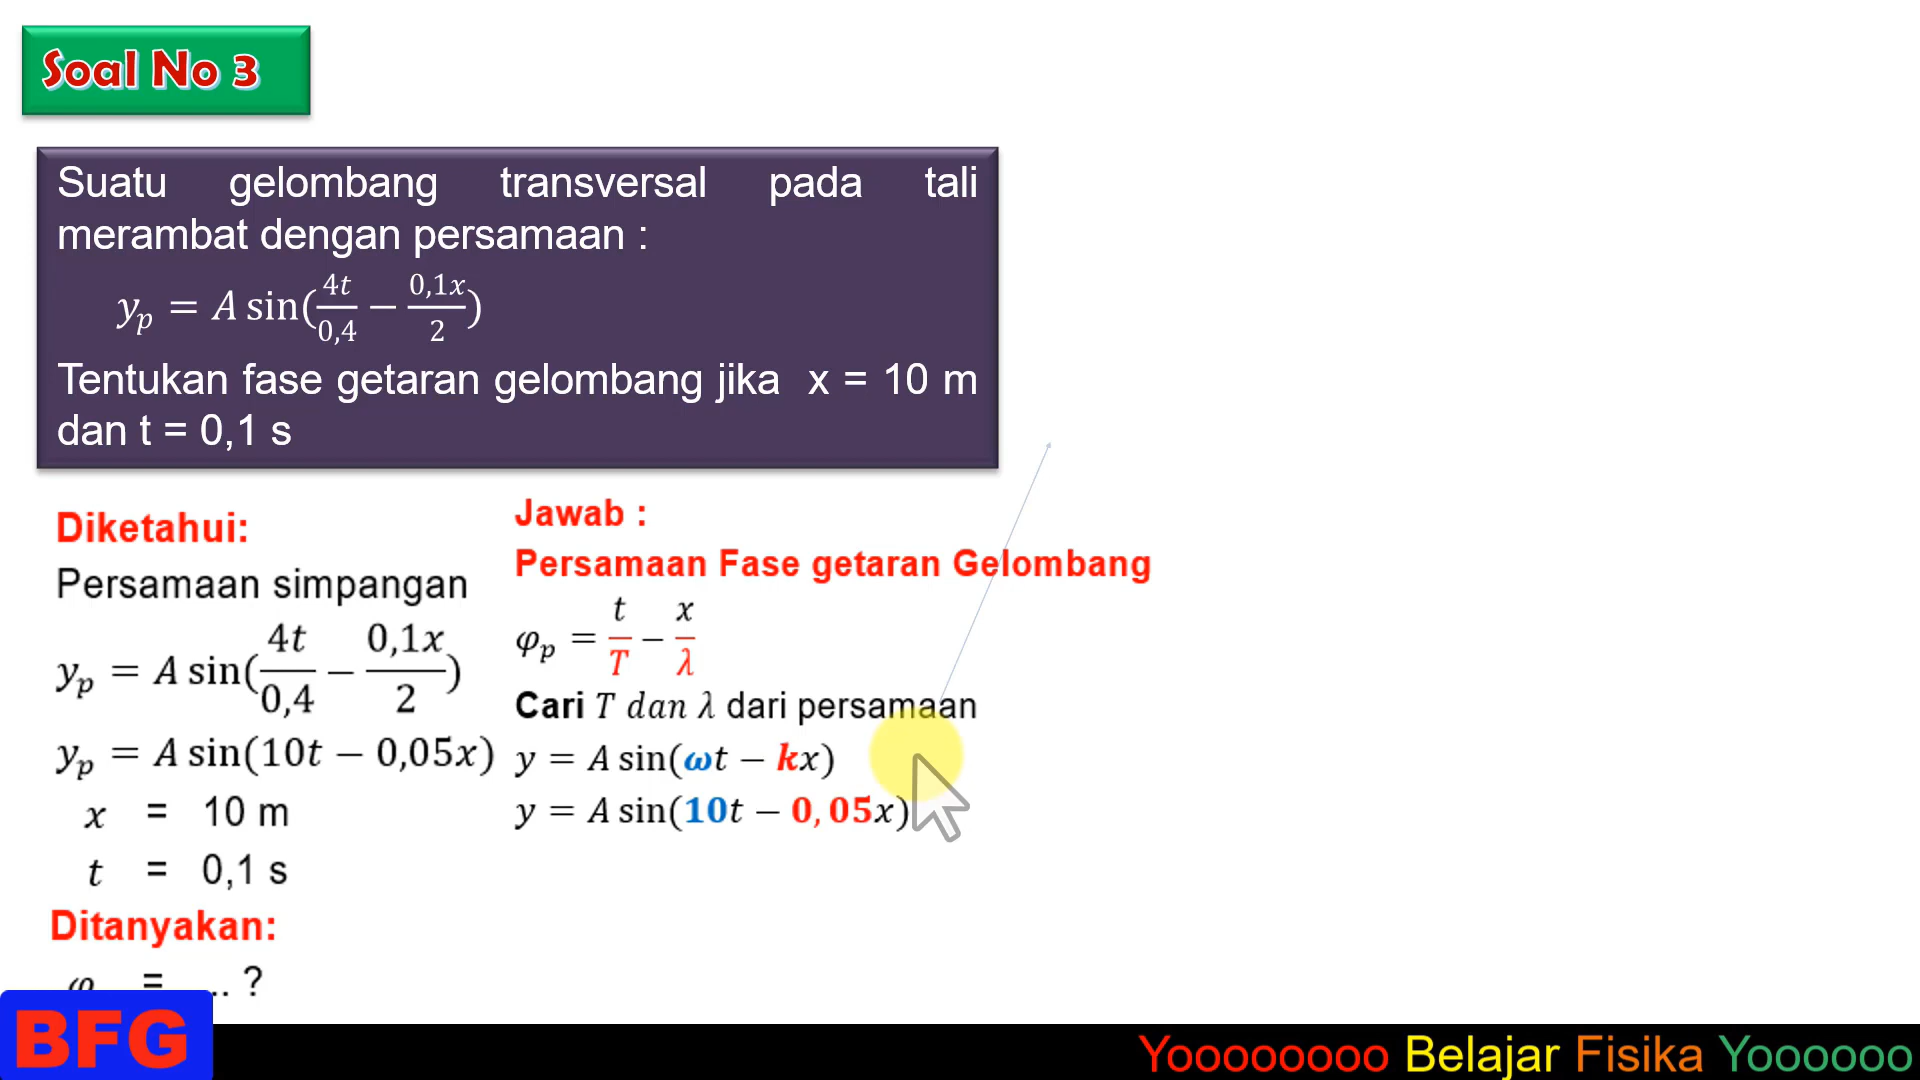 Soal No 3
Suatu gelombang transversal pada tali
merambat dengan persamaan :
y_p = A sin(4t/0,4 − 0,1x/2)
Tentukan fase getaran gelombang jika x = 10 m
dan t = 0,1 s
Diketahui:
Persamaan simpangan
y_p = A sin(4t/0,4 − 0,1x/2)
y_p = A sin(10t − 0,05x)
x = 10 m
t = 0,1 s
Ditanyakan:
φ = ... ?
Jawab :
Persamaan Fase getaran Gelombang
φ_p = t/T − x/λ
Cari T dan λ dari persamaan
y = A sin(ωt − kx)
y = A sin(10t − 0,05x)
BFG
Yooooooooo Belajar Fisika Yoooooo